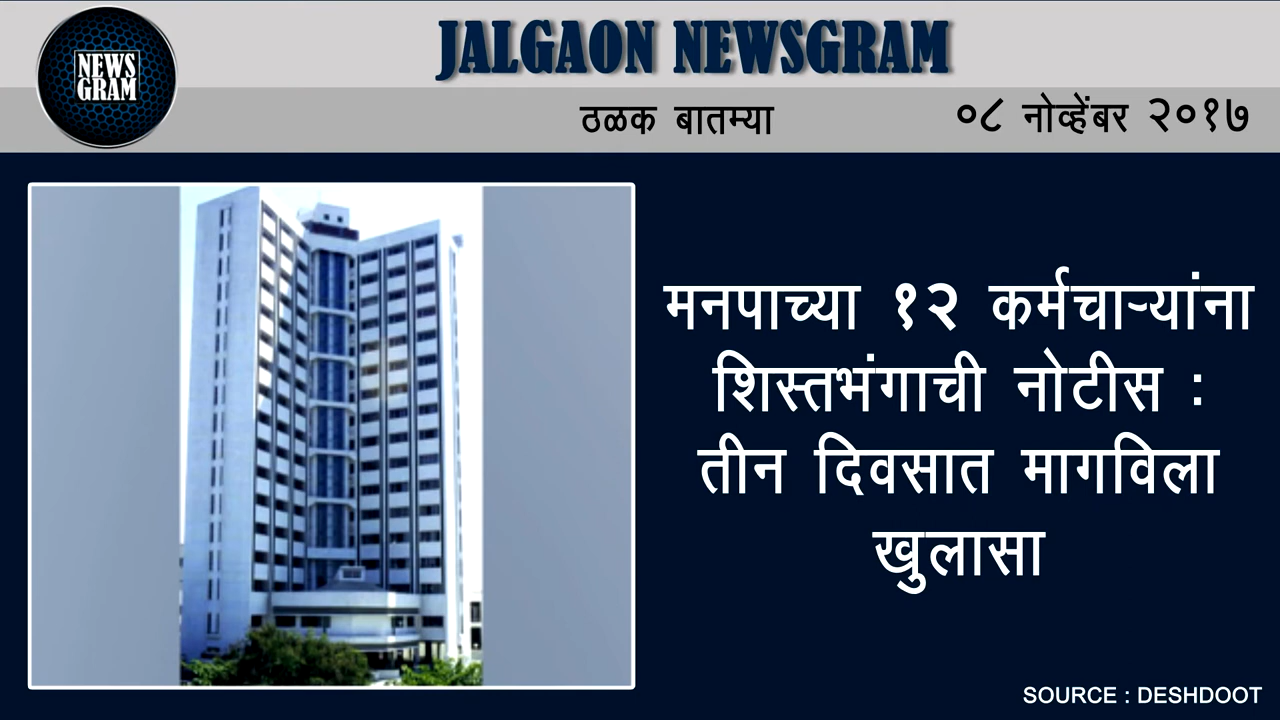 NEWS
GRAM
JALGAON NEWSGRAM
ठळक बातम्या
०८ नोव्हेंबर २०१७
मनपाच्या १२ कर्मचाऱ्यांना
शिस्तभंगाची नोटीस :
तीन दिवसात मागविला
खुलासा
SOURCE : DESHDOOT